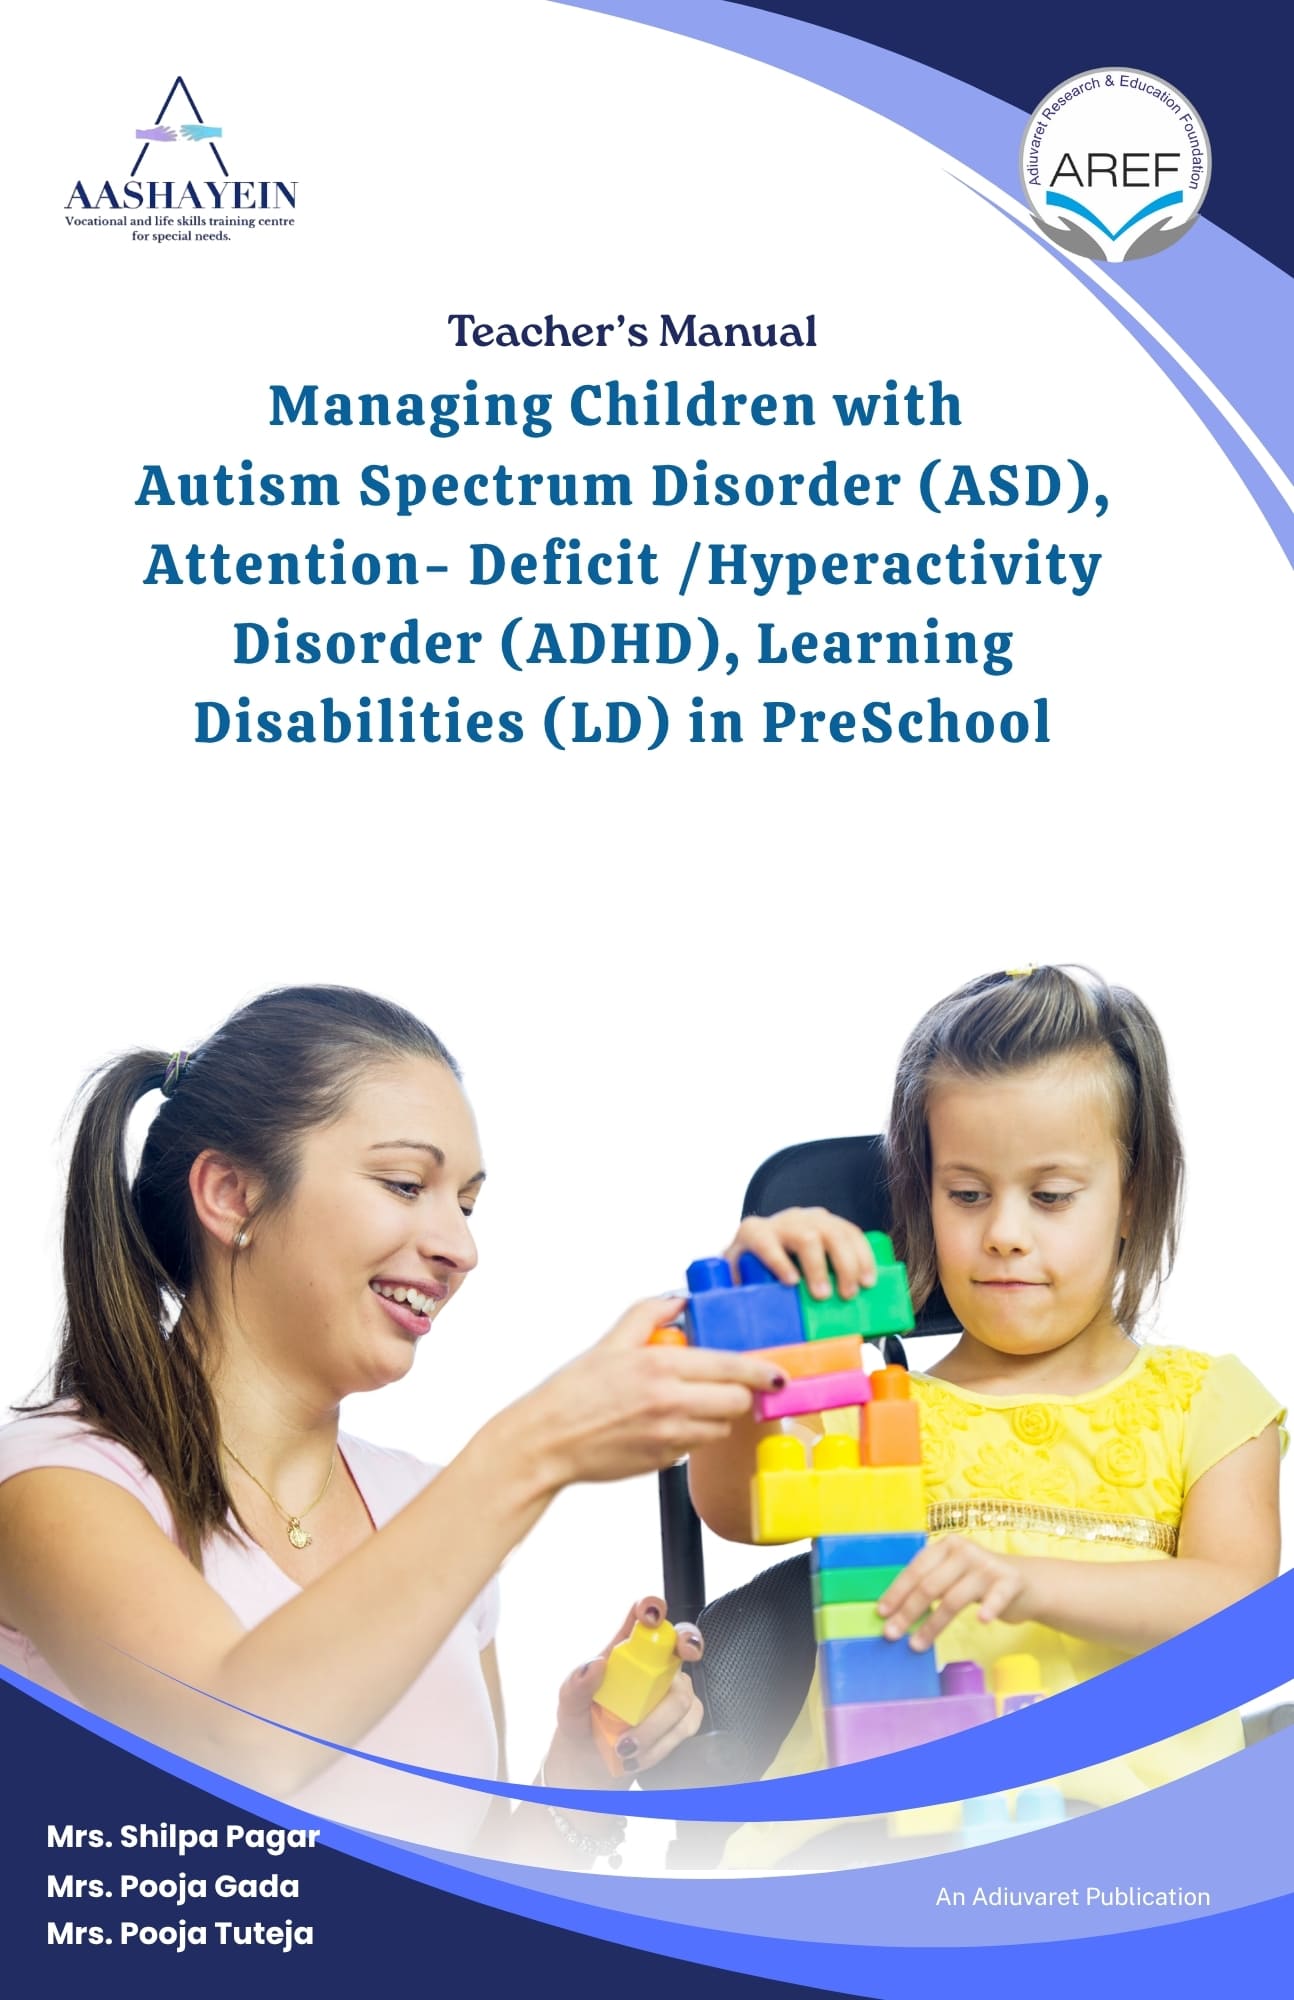 AASHAYEIN
Vocational and life skills training centre
for special needs.
Adiuvaret Research & Education Foundation
AREF
Teacher’s Manual
Managing Children with
Autism Spectrum Disorder (ASD),
Attention- Deficit /Hyperactivity
Disorder (ADHD), Learning
Disabilities (LD) in PreSchool
Mrs. Shilpa Pagar
Mrs. Pooja Gada
Mrs. Pooja Tuteja
An Adiuvaret Publication